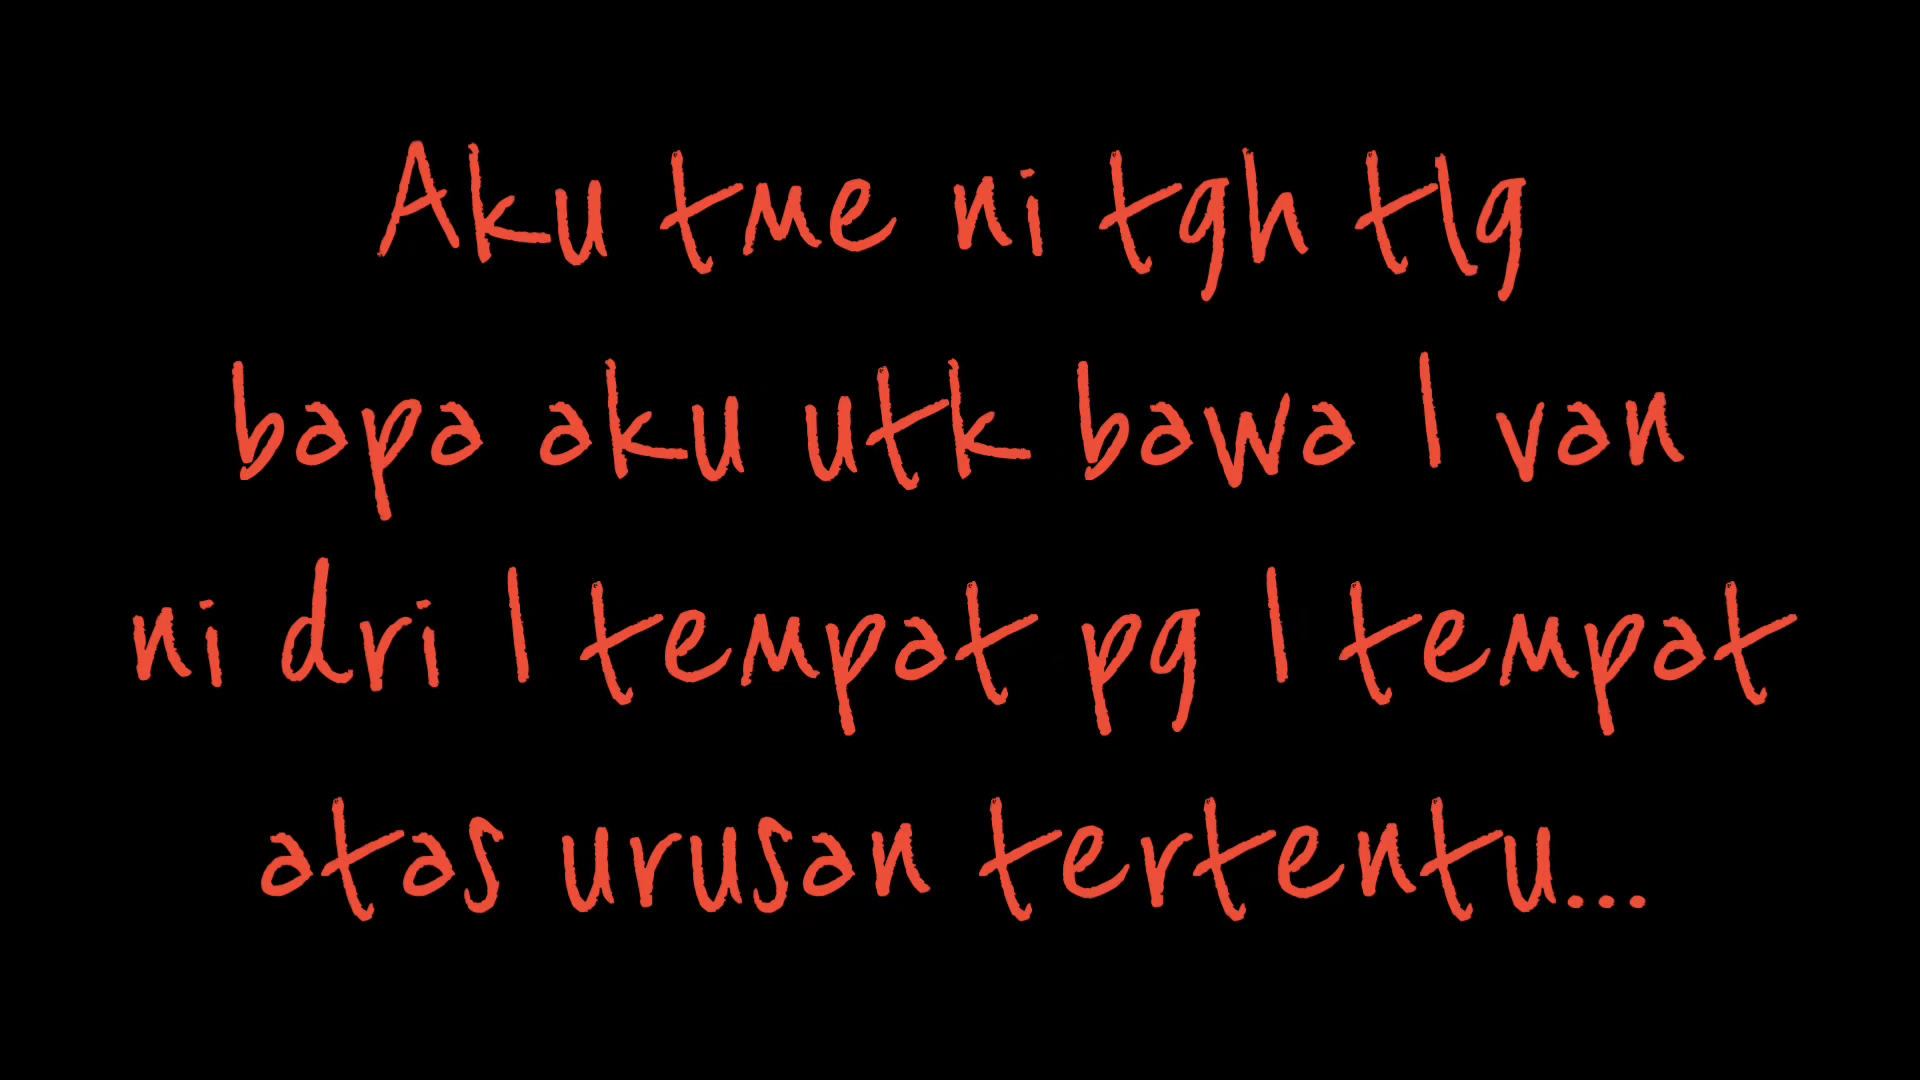 Aku tme ni tgh tlg
bapa aku utk bawa 1 van
ni dri 1 tempat pg 1 tempat
atas urusan tertentu...